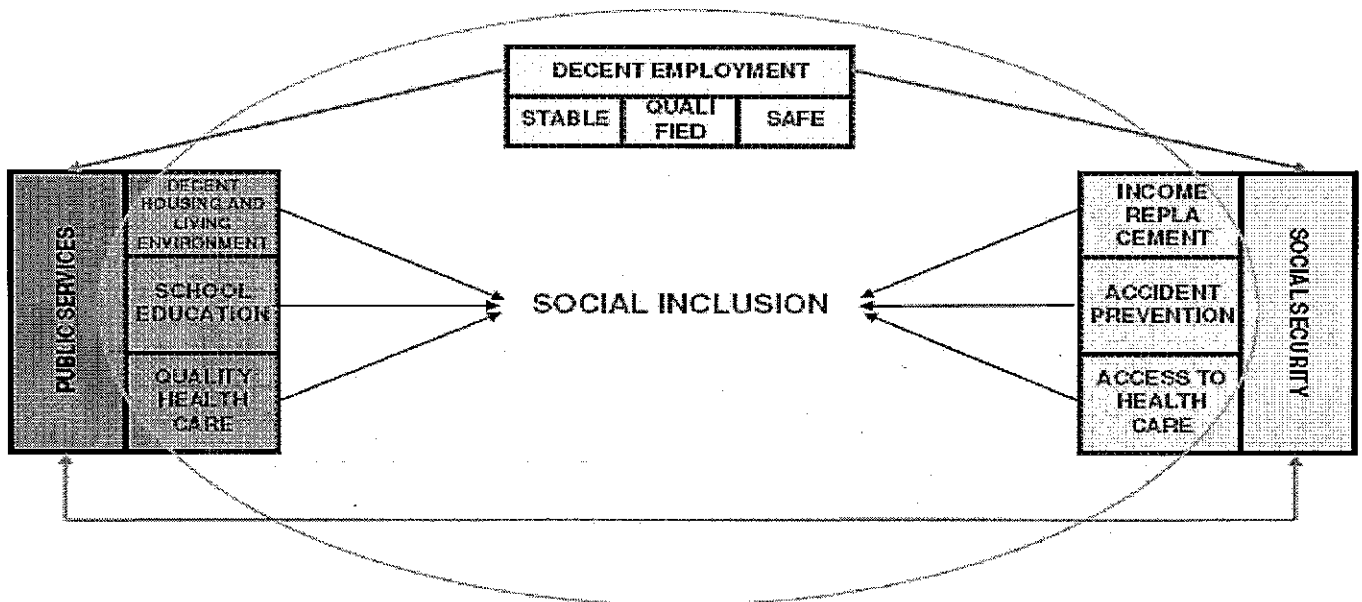 DECENT EMPLOYMENT
STABLE
QUALI
FIED
SAFE
PUBLIC SERVICES
DECENT
HOUSING AND
LIVING
ENVIRONMENT
SCHOOL
EDUCATION
QUALITY
HEALTH
CARE
SOCIAL INCLUSION
INCOME
REPLA
CEMENT
ACCIDENT
PREVENTION
ACCESS TO
HEALTH
CARE
SOCIAL SECURITY